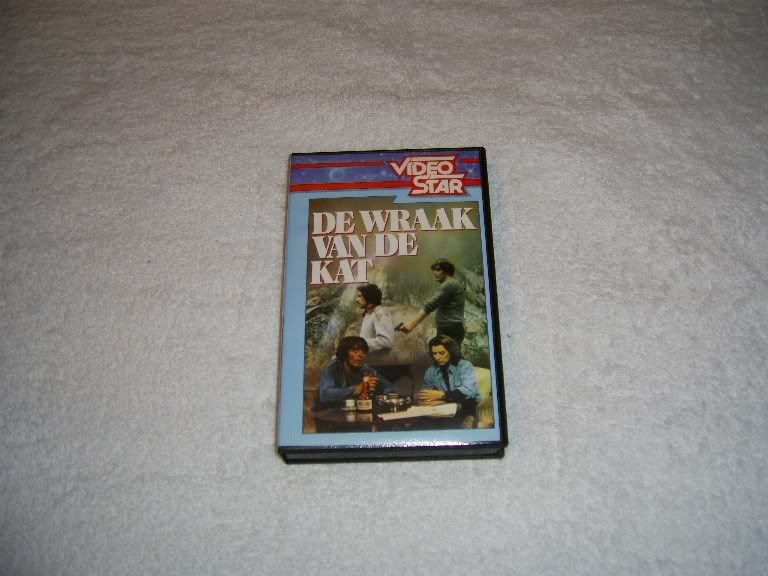 VIDEO
STAR
DE WRAAK
VAN DE
KAT